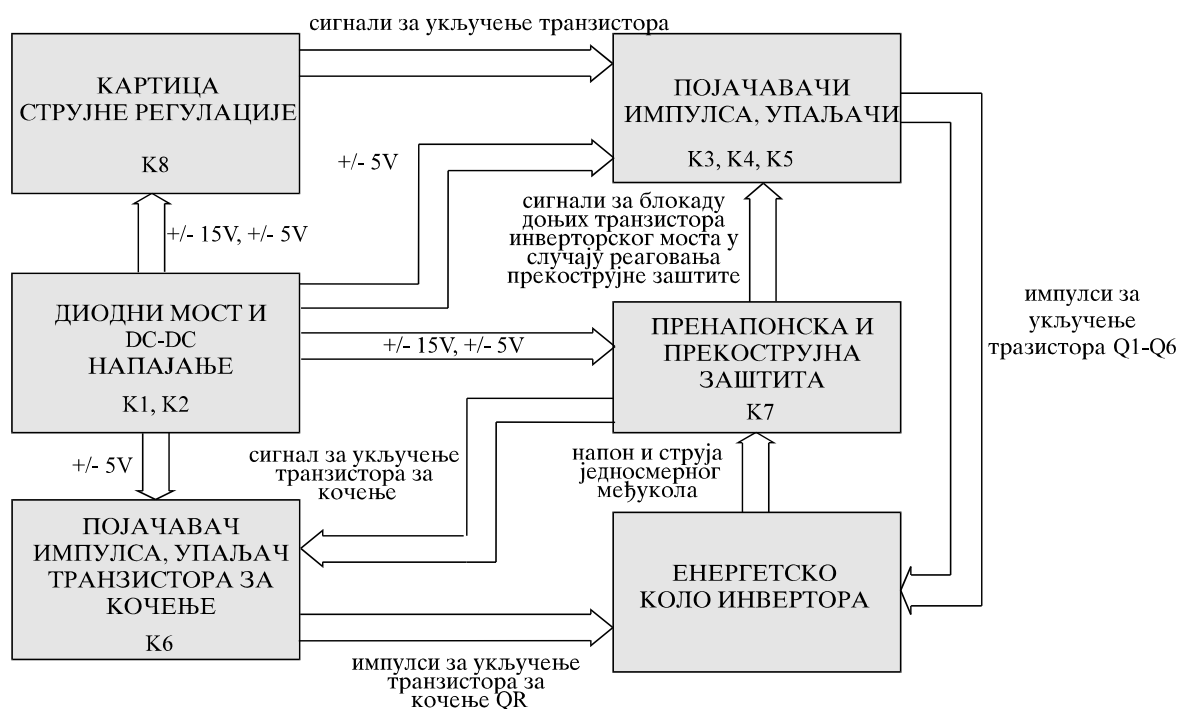 сигнали за укључење транзистора
КАРТИЦА
СТРУЈНЕ РЕГУЛАЦИЈЕ
K8
ПОЈАЧАВАЧИ
ИМПУЛСА, УПАЉАЧИ
K3, K4, K5
+/- 5V
+/- 15V, +/- 5V
сигнали за блокаду
доњих транзистора
инверторског моста у
случају реаговања
прекострујне заштите
ДИОДНИ МОСТ И
DC-DC
НАПАЈАЊЕ
K1, K2
+/- 15V, +/- 5V
ПРЕНАПОНСКА И
ПРЕКОСТРУЈНА
ЗАШТИТА
K7
импулси за
укључење
тразистора Q1-Q6
+/- 5V
сигнал за укључење
транзистора за
кочење
напон и струја
једносмерног
међукола
ПОЈАЧАВАЧ
ИМПУЛСА, УПАЉАЧ
ТРАНЗИСТОРА ЗА
КОЧЕЊЕ
K6
ЕНЕРГЕТСКО
КОЛО ИНВЕРТОРА
импулси за укључење
транзистора за
кочење QR